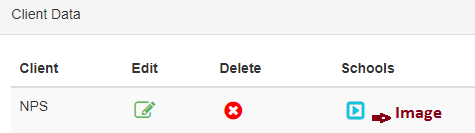 Client Data
Client Edit Delete Schools
NPS Image